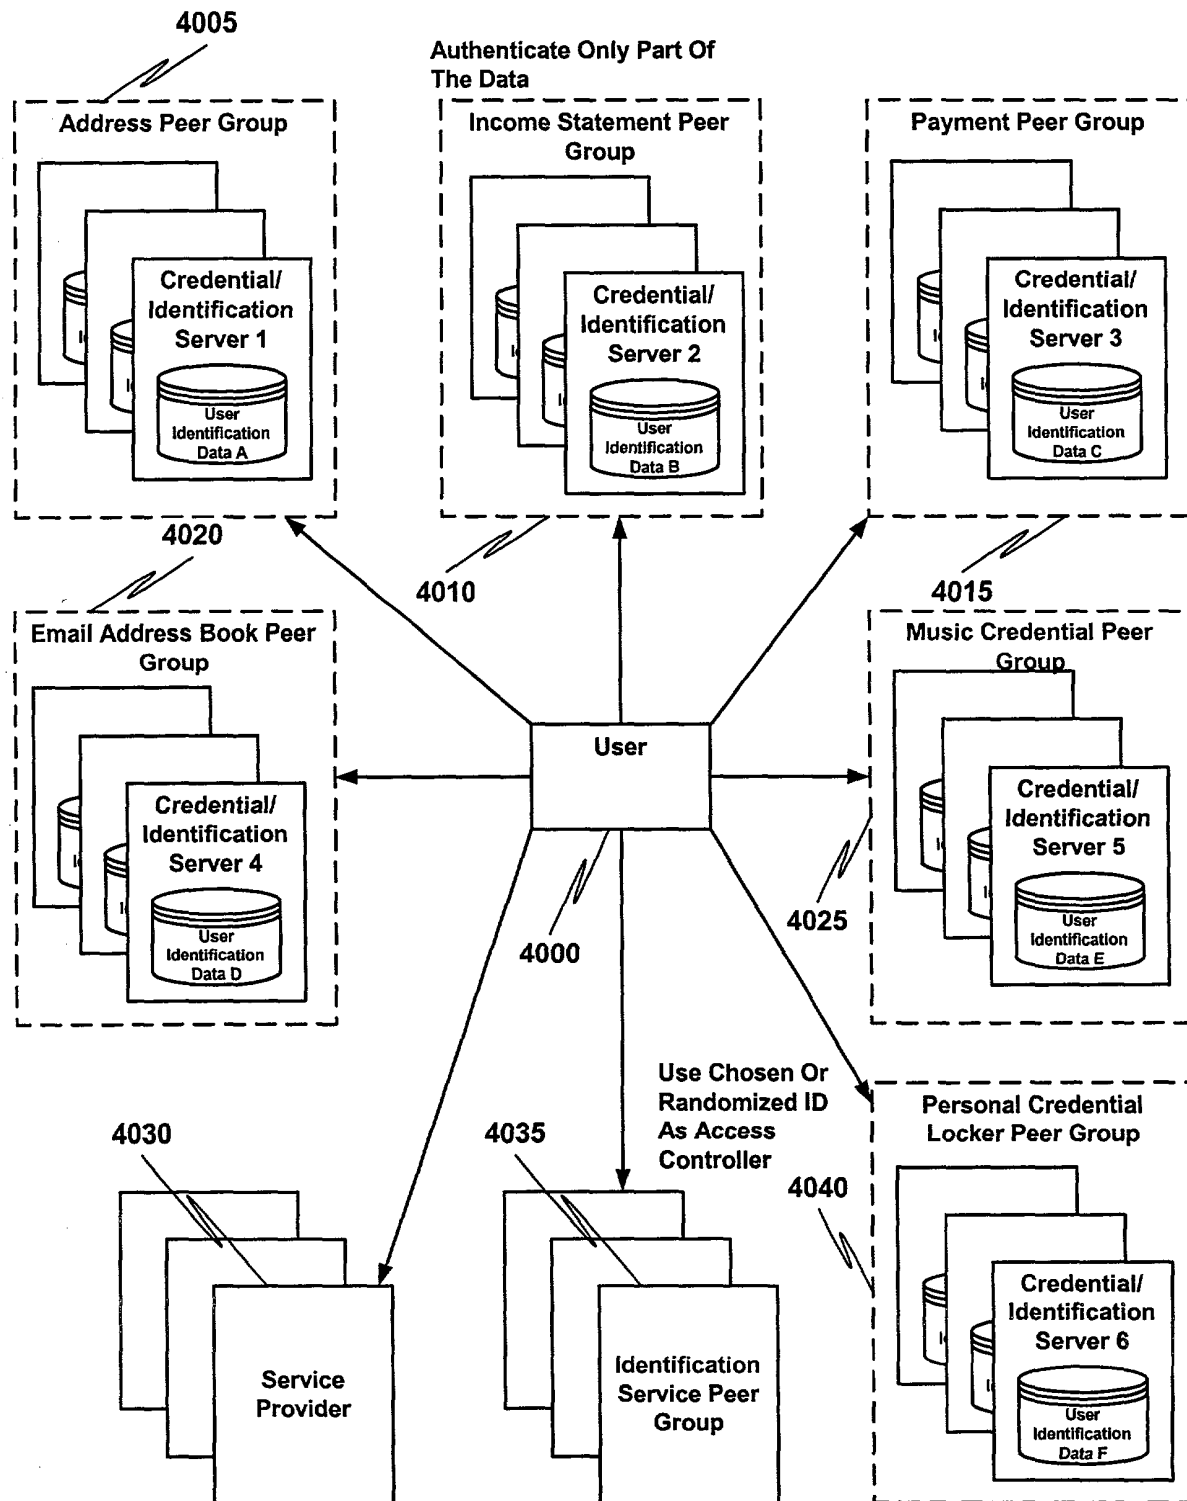 4005
Authenticate Only Part Of
The Data
Address Peer Group
Credential/
Identification
Server 1
User
Identification
Data A
Income Statement Peer
Group
Credential/
Identification
Server 2
User
Identification
Data B
Payment Peer Group
Credential/
Identification
Server 3
User
Identification
Data C
4020
4010
4015
Email Address Book Peer
Group
Credential/
Identification
Server 4
User
Identification
Data D
User
4000
Music Credential Peer
Group
Credential/
Identification
Server 5
User
Identification
Data E
4025
Use Chosen Or
Randomized ID
As Access
Controller
4030
4035
4040
Service
Provider
Identification
Service Peer
Group
Personal Credential
Locker Peer Group
Credential/
Identification
Server 6
User
Identification
Data F